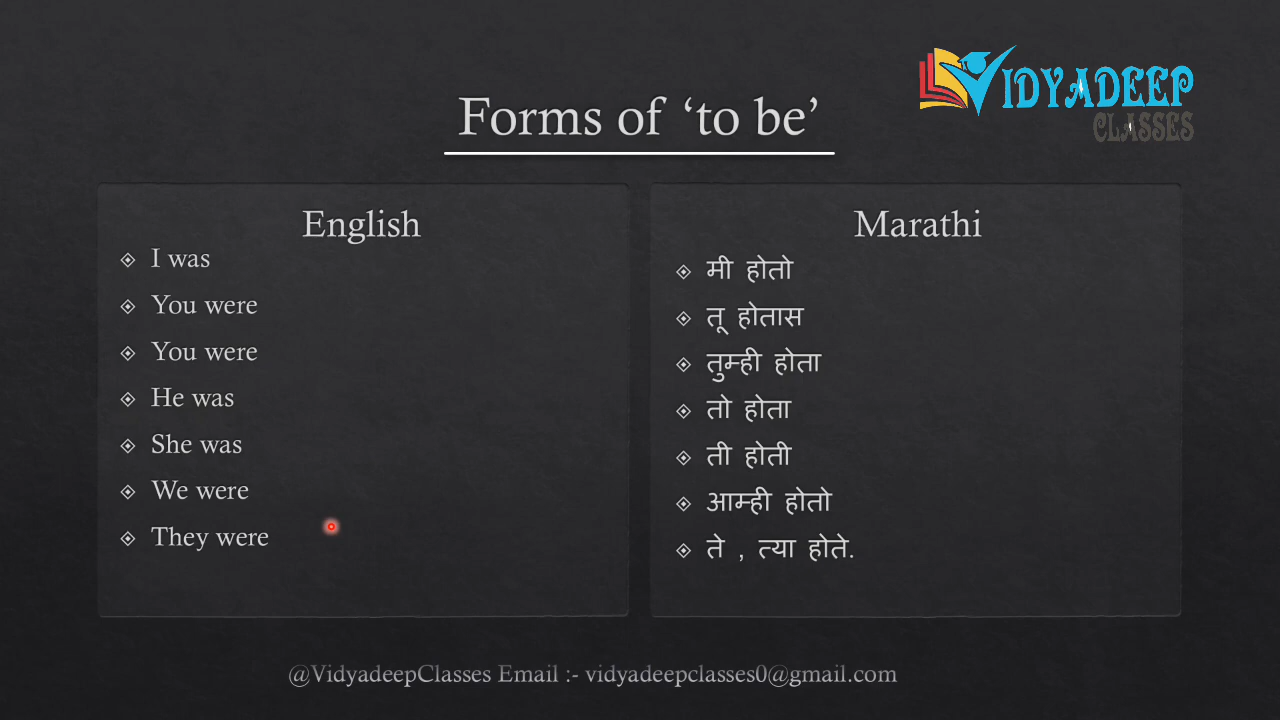 VIDYADEEP
CLASSES
Forms of ‘to be’
English
I was
You were
You were
He was
She was
We were
They were
Marathi
मी होतो
तू होतास
तुम्ही होता
तो होता
ती होती
आम्ही होतो
ते , त्या होते.
@VidyadeepClasses Email :- vidyadeepclasses0@gmail.com